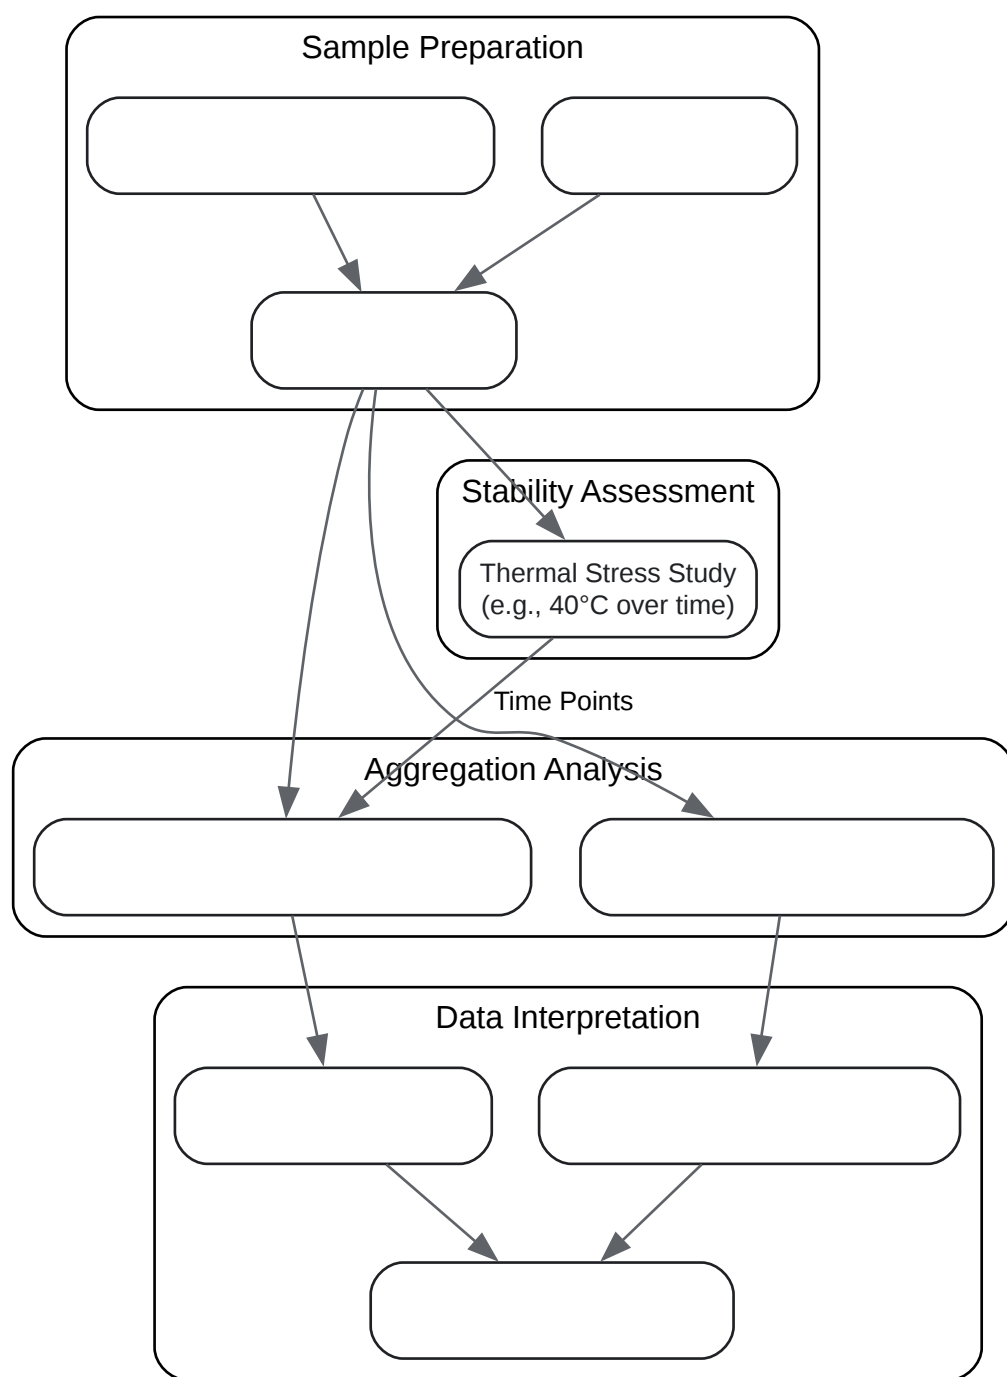 Sample Preparation
Stability Assessment
Thermal Stress Study
(e.g., 40°C over time)
Time Points
Aggregation Analysis
Data Interpretation